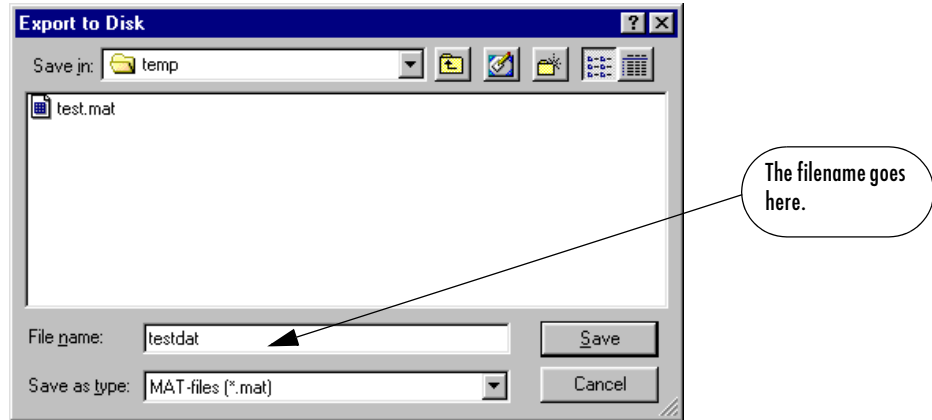 Export to Disk
Save in: temp
test.mat
The filename goes
here.
File name: testdat Save
Save as type: MAT-files (*.mat) Cancel